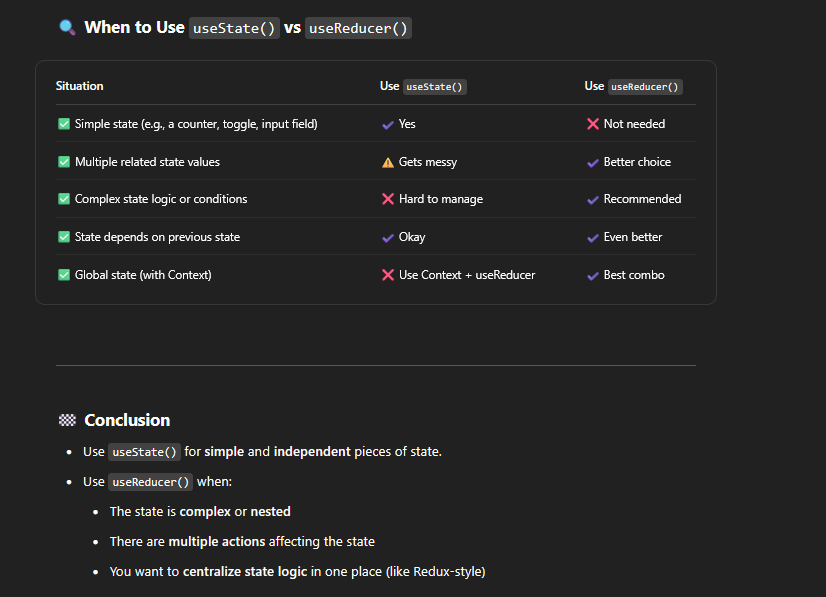 🔍 When to Use useState() vs useReducer()
Situation Use useState() Use useReducer()
✅ Simple state (e.g., a counter, toggle, input field) ✔ Yes ❌ Not needed
✅ Multiple related state values ⚠ Gets messy ✔ Better choice
✅ Complex state logic or conditions ❌ Hard to manage ✔ Recommended
✅ State depends on previous state ✔ Okay ✔ Even better
✅ Global state (with Context) ❌ Use Context + useReducer ✔ Best combo
🏁 Conclusion
• Use useState() for simple and independent pieces of state.
• Use useReducer() when:
• The state is complex or nested
• There are multiple actions affecting the state
• You want to centralize state logic in one place (like Redux-style)